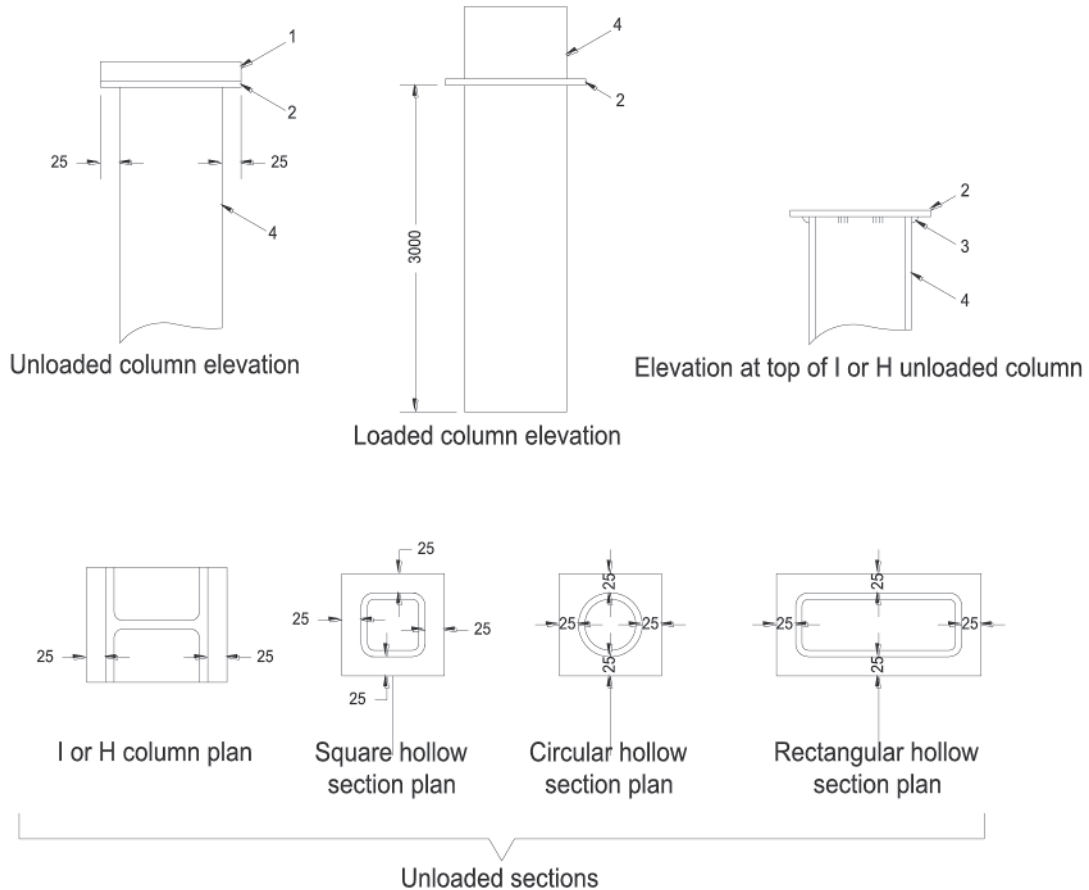 1
2
25
25
4
Unloaded column elevation
4
2
3000
Loaded column elevation
2
3
4
Elevation at top of I or H unloaded column
25
25
I or H column plan
25
25
25
25
Square hollow
section plan
25
25
25
25
Circular hollow
section plan
25
25
25
25
Rectangular hollow
section plan
Unloaded sections